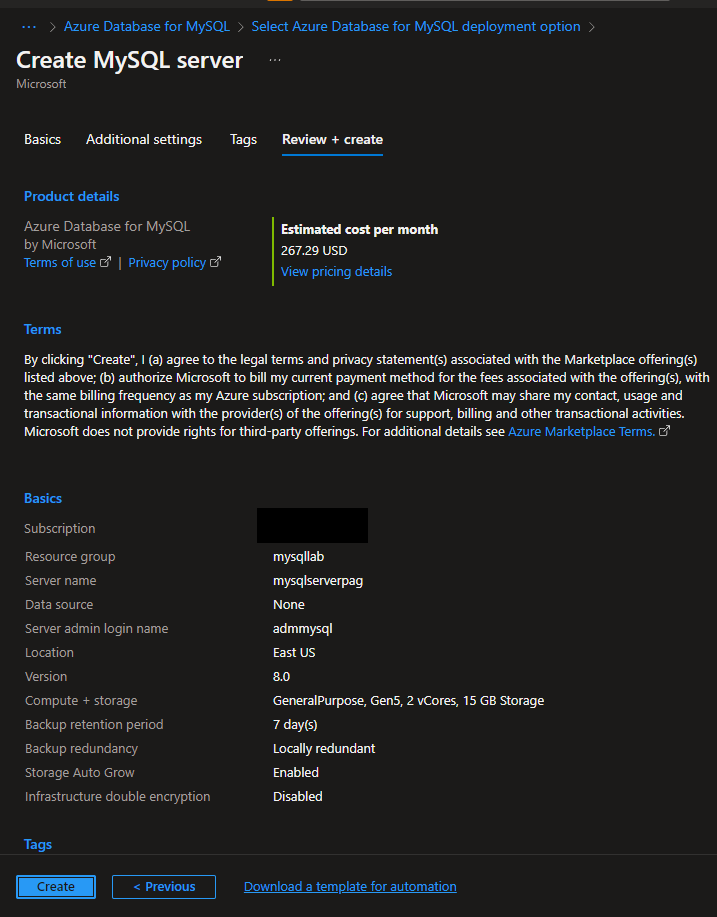 ··· > Azure Database for MySQL > Select Azure Database for MySQL deployment option >
Create MySQL server ···
Microsoft
Basics Additional settings Tags Review + create
Product details
Azure Database for MySQL
by Microsoft
Terms of use | Privacy policy
Estimated cost per month
267.29 USD
View pricing details
Terms
By clicking "Create", I (a) agree to the legal terms and privacy statement(s) associated with the Marketplace offering(s)
listed above; (b) authorize Microsoft to bill my current payment method for the fees associated with the offering(s), with
the same billing frequency as my Azure subscription; and (c) agree that Microsoft may share my contact, usage and
transactional information with the provider(s) of the offering(s) for support, billing and other transactional activities.
Microsoft does not provide rights for third-party offerings. For additional details see Azure Marketplace Terms.
Basics
Subscription
Resource group mysqllab
Server name mysqlserverpag
Data source None
Server admin login name admmysql
Location East US
Version 8.0
Compute + storage GeneralPurpose, Gen5, 2 vCores, 15 GB Storage
Backup retention period 7 day(s)
Backup redundancy Locally redundant
Storage Auto Grow Enabled
Infrastructure double encryption Disabled
Tags
Create < Previous Download a template for automation